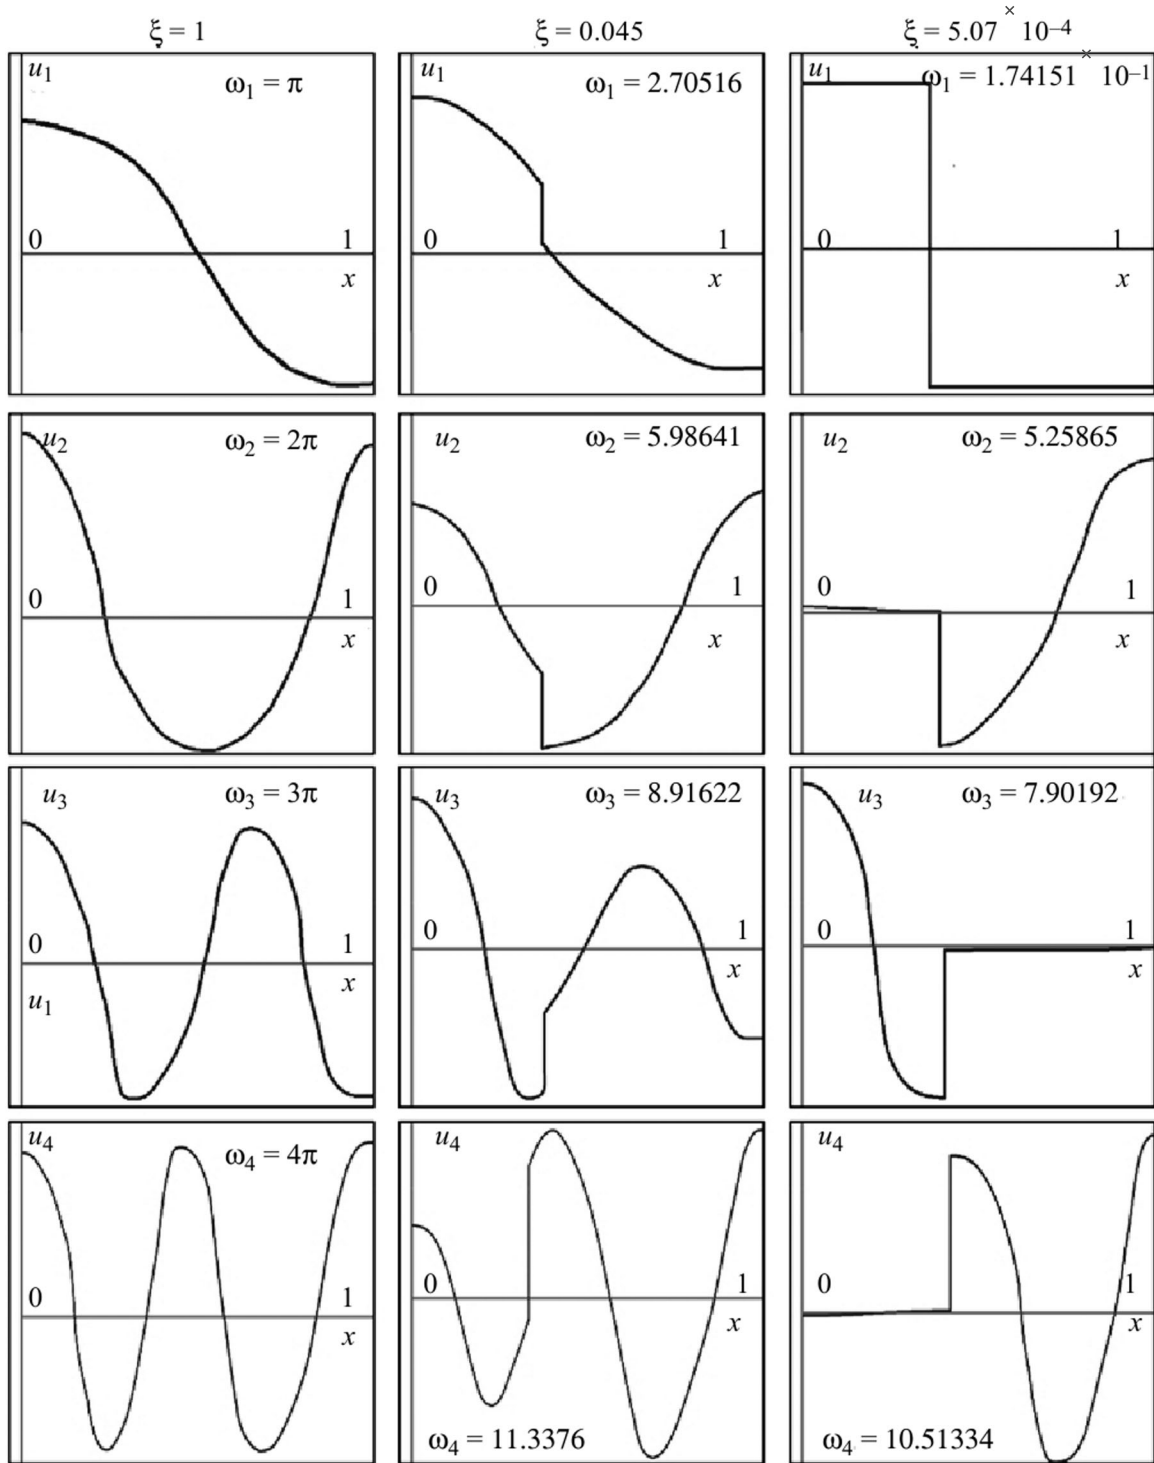 ξ = 1
ξ = 0.045
ξ = 5.07 × 10–4
u1
ω1 = π
0
1
x
u1
ω1 = 2.70516
0
1
x
u1
ω1 = 1.74151 × 10–1
0
1
x
u2
ω2 = 2π
0
1
x
u2
ω2 = 5.98641
0
1
x
u2
ω2 = 5.25865
0
1
x
u3
ω3 = 3π
0
1
x
u1
u3
ω3 = 8.91622
0
1
x
u3
ω3 = 7.90192
0
1
x
u4
ω4 = 4π
0
1
x
u4
0
1
x
ω4 = 11.3376
u4
0
1
x
ω4 = 10.51334